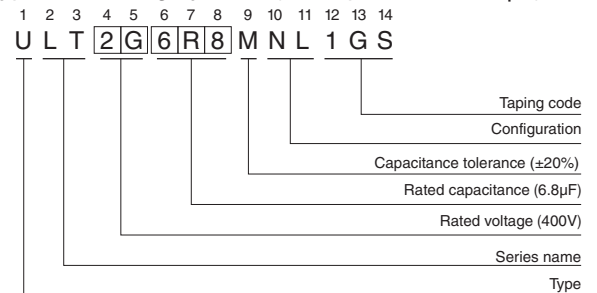 1 2 3 4 5 6 7 8 9 10 11 12 13 14
U L T 2 G 6 R 8 M N L 1 G S
Taping code
Configuration
Capacitance tolerance (±20%)
Rated capacitance (6.8µF)
Rated voltage (400V)
Series name
Type